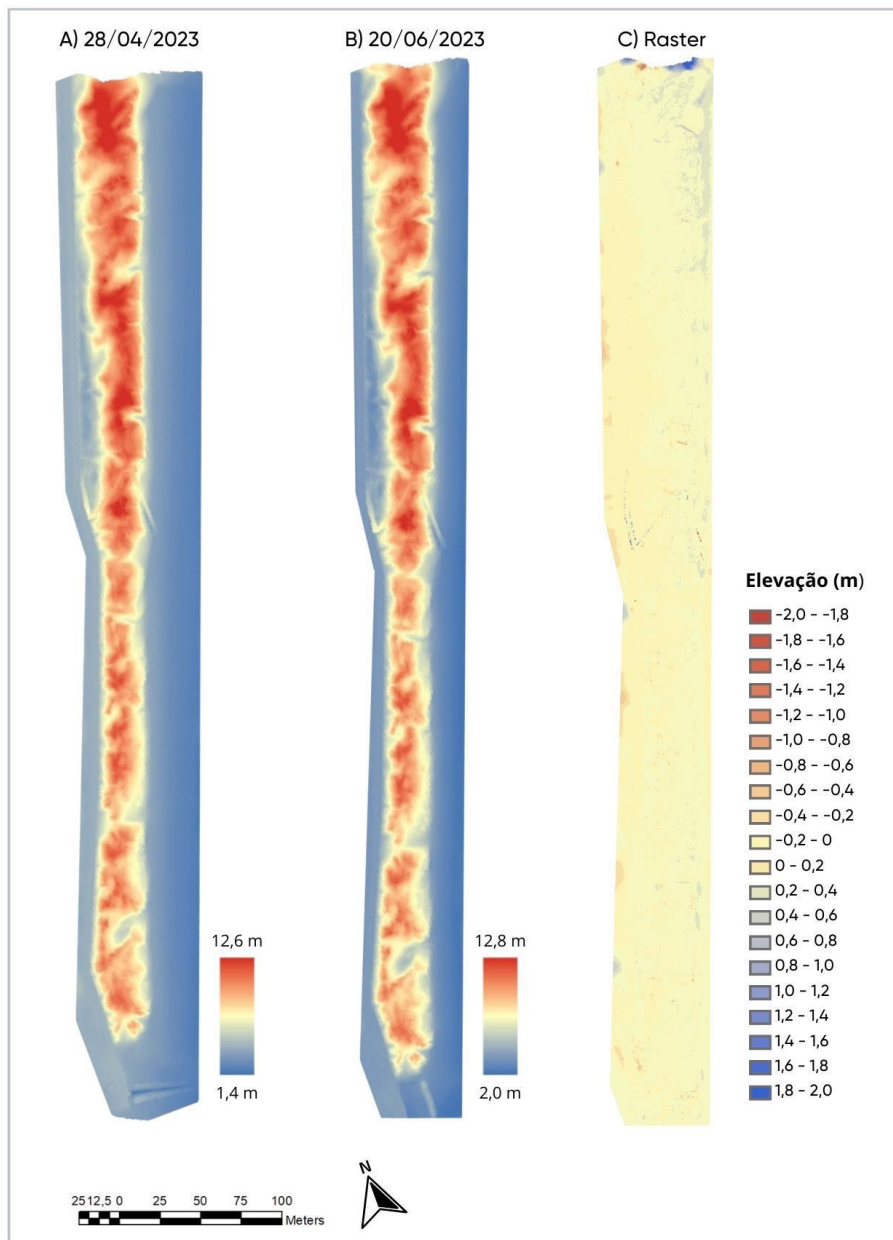 A) 28/04/2023
B) 20/06/2023
C) Raster
12,6 m
1,4 m
12,8 m
2,0 m
Elevação (m)
-2,0 - -1,8
-1,8 - -1,6
-1,6 - -1,4
-1,4 - -1,2
-1,2 - -1,0
-1,0 - -0,8
-0,8 - -0,6
-0,6 - -0,4
-0,4 - -0,2
-0,2 - 0
0 - 0,2
0,2 - 0,4
0,4 - 0,6
0,6 - 0,8
0,8 - 1,0
1,0 - 1,2
1,2 - 1,4
1,4 - 1,6
1,6 - 1,8
1,8 - 2,0
N
25 12,5 0 25 50 75 100
Meters